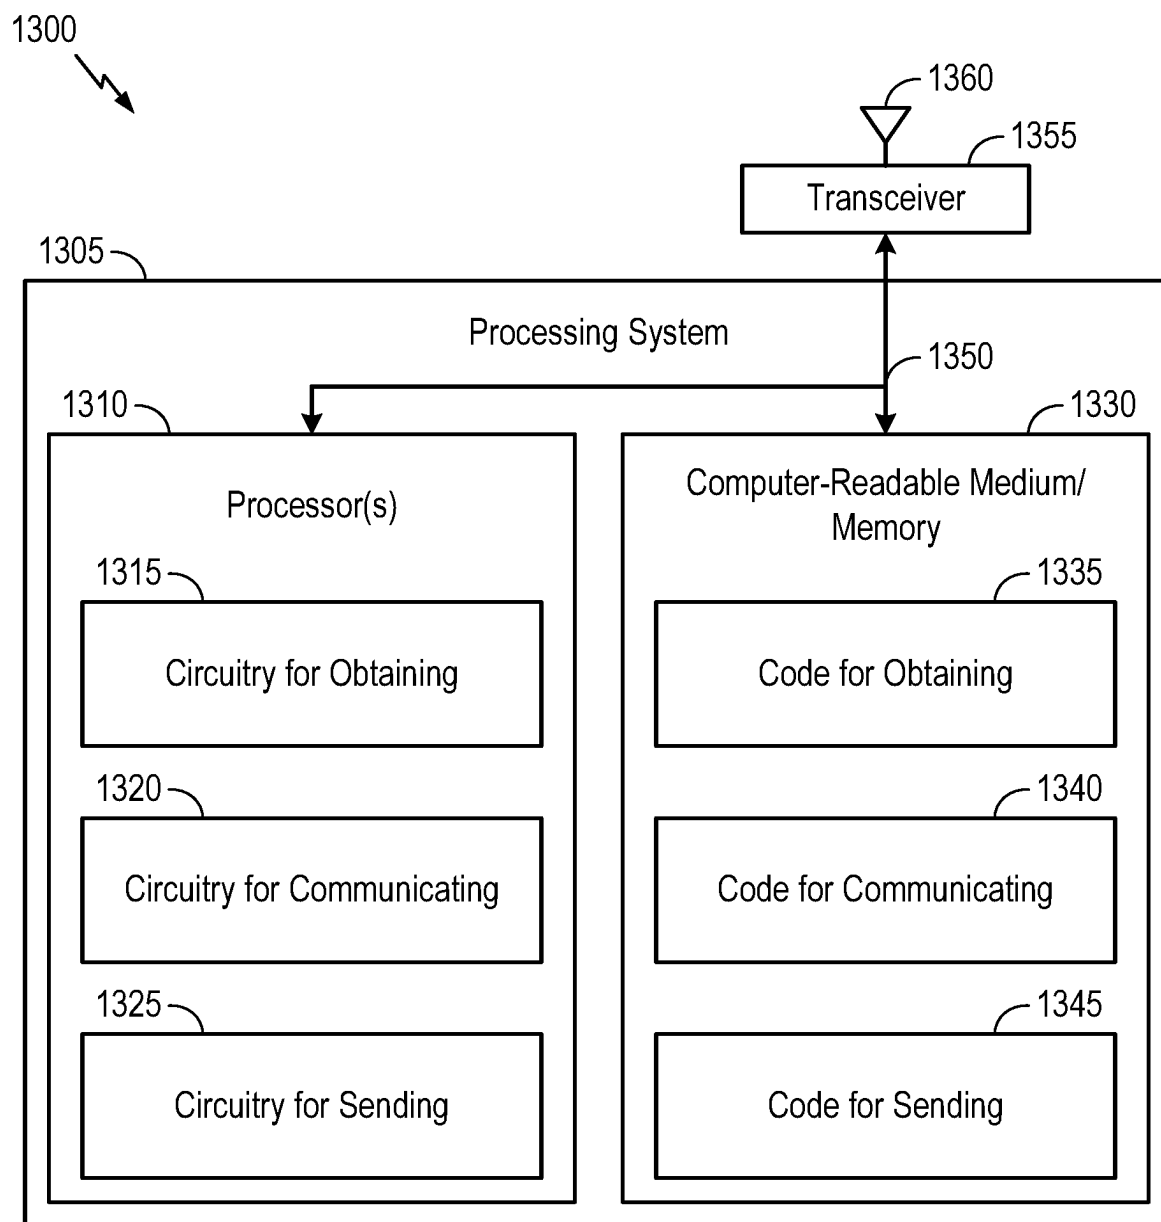 1300
1360
1355
Transceiver
1305
Processing System
1350
1310
1330
Processor(s)
Computer-Readable Medium/
Memory
1315
1335
Circuitry for Obtaining
Code for Obtaining
1320
1340
Circuitry for Communicating
Code for Communicating
1325
1345
Circuitry for Sending
Code for Sending